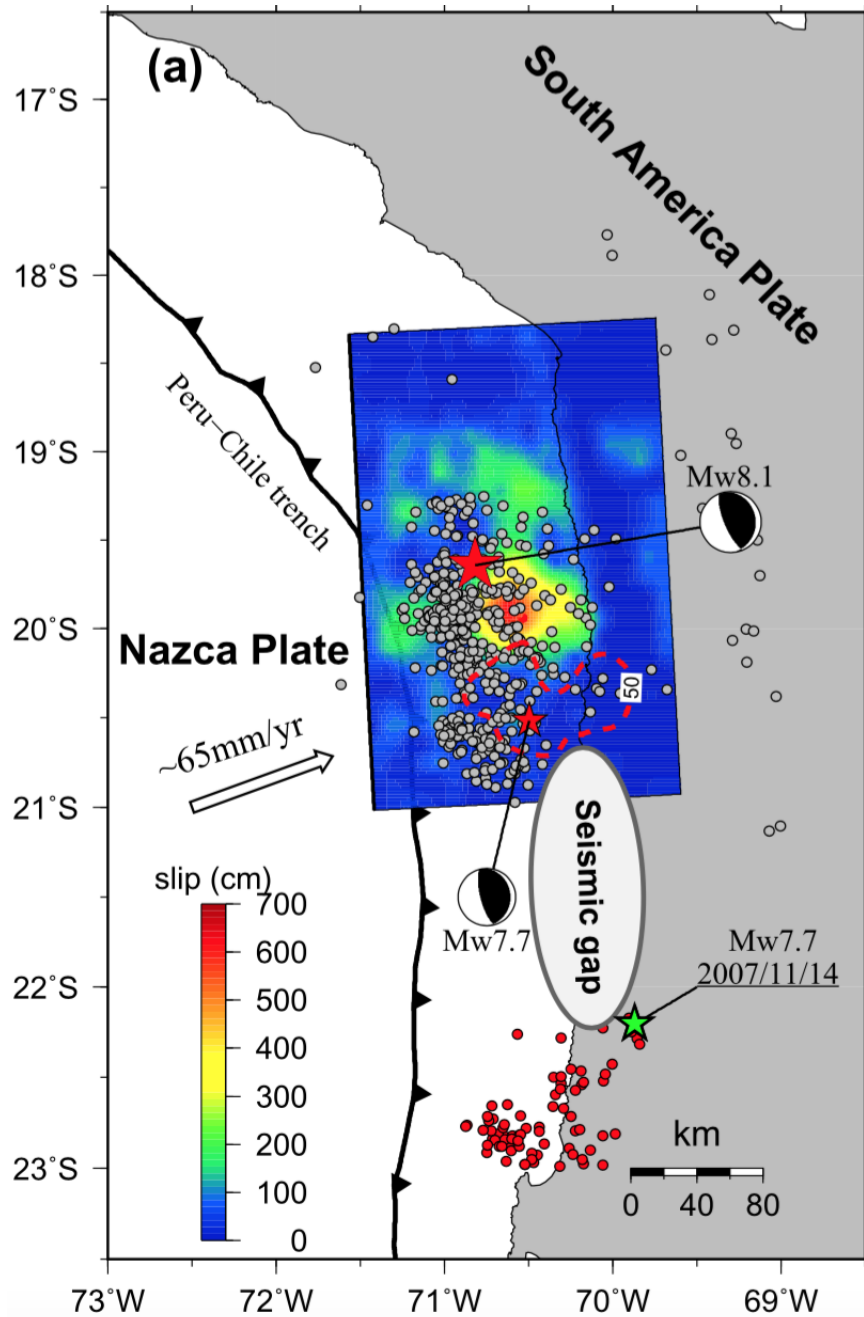 (a)
17°S
18°S
19°S
20°S
21°S
22°S
23°S
South America Plate
Peru−Chile trench
Mw8.1
Nazca Plate
50
~65mm/yr
Seismic gap
slip (cm)
700
600
500
400
300
200
100
0
Mw7.7
Mw7.7
2007/11/14
km
0 40 80
73°W 72°W 71°W 70°W 69°W